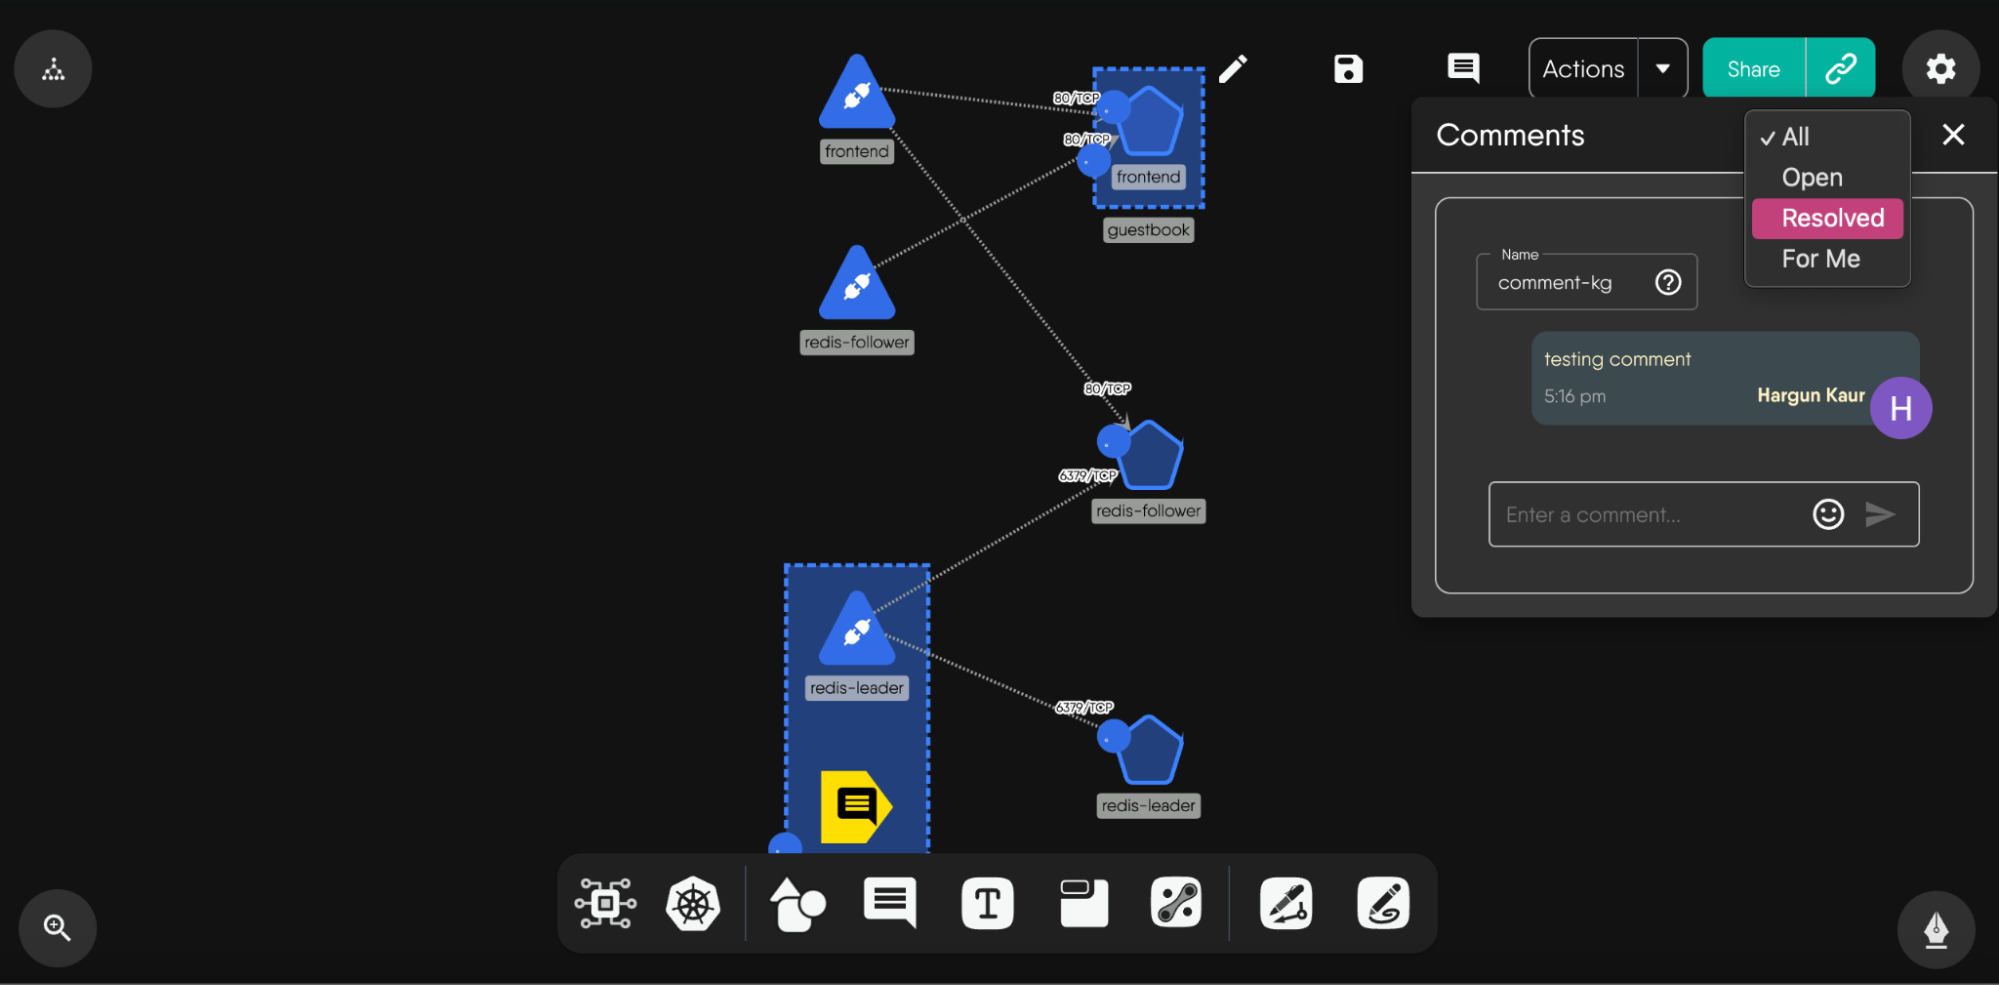 Actions
Share
Comments
✓ All
Open
Resolved
For Me
Name
comment-kg
testing comment
5:16 pm
Hargun Kaur
H
Enter a comment...
80/TCP
80/TCP
frontend
frontend
guestbook
redis-follower
80/TCP
6379/TCP
redis-follower
redis-leader
6379/TCP
redis-leader
T